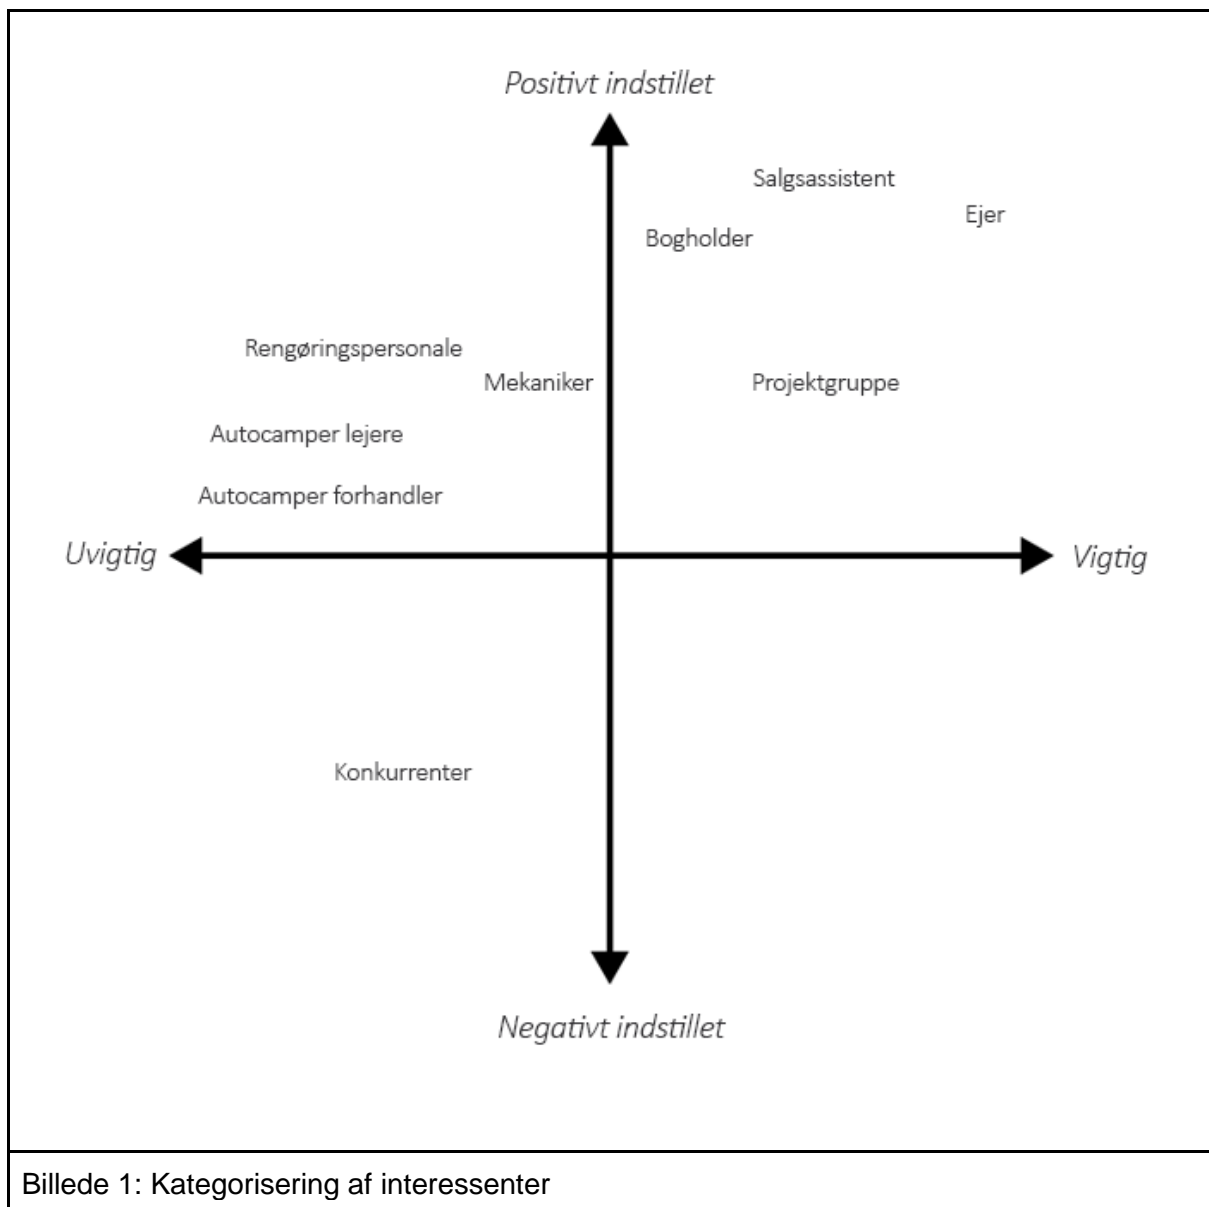 Positivt indstillet
Salgsassistent
Ejer
Bogholder
Rengøringspersonale
Mekaniker
Projektgruppe
Autocamper lejere
Autocamper forhandler
Uvigtig
Vigtig
Konkurrenter
Negativt indstillet
Billede 1: Kategorisering af interessenter